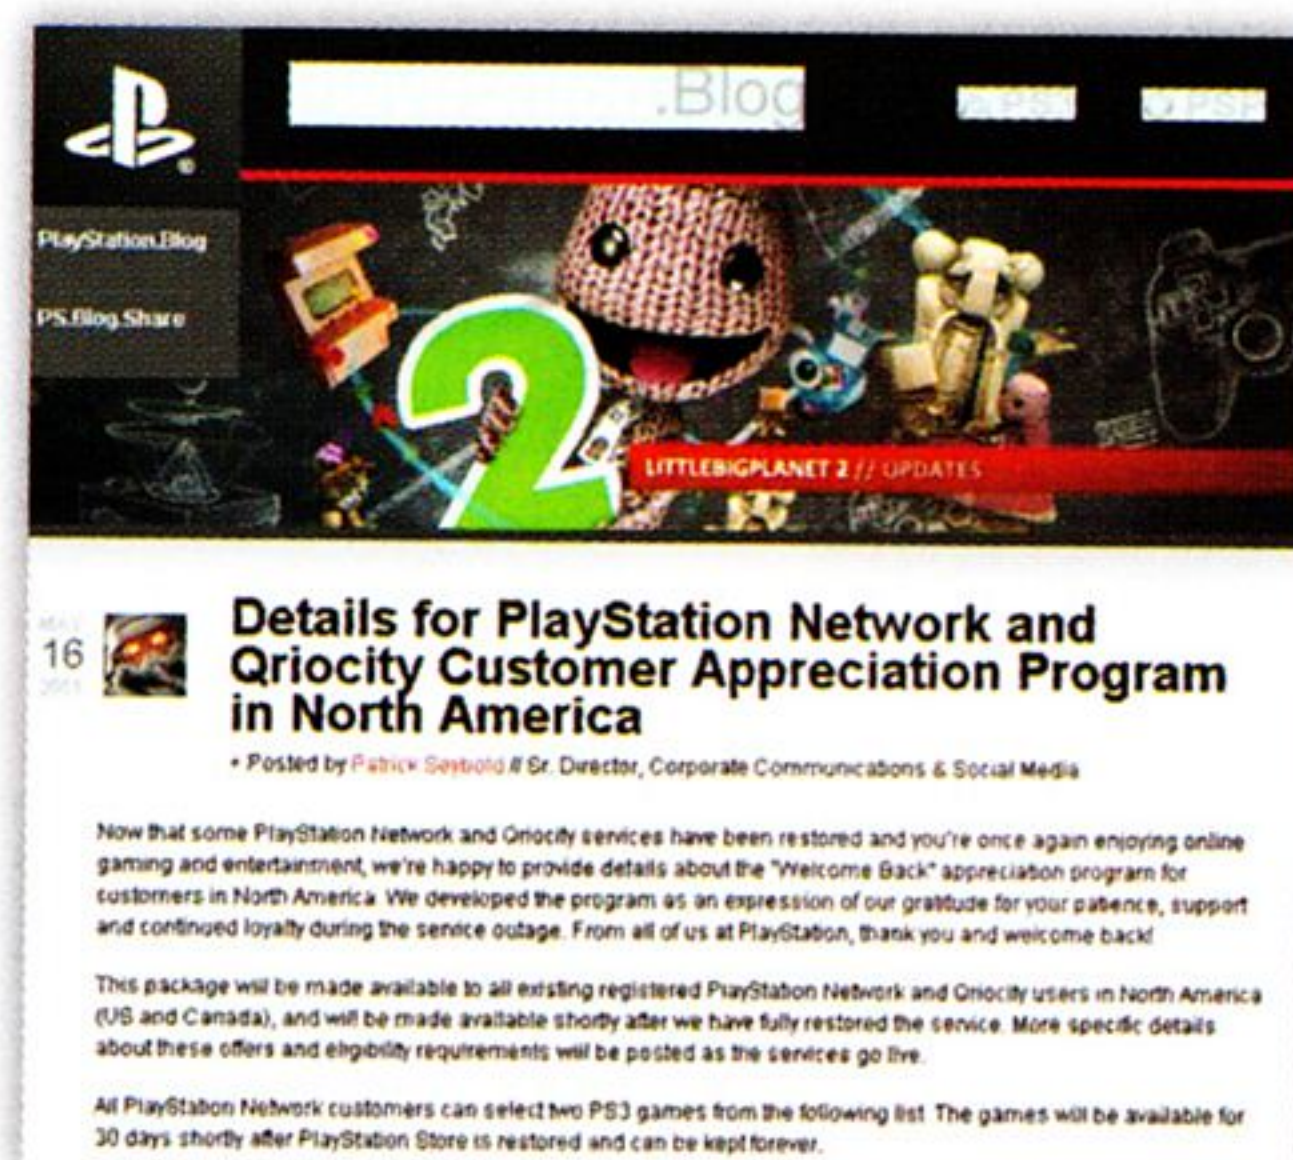 .Blog
PlayStation.Blog
PS.Blog.Share
2
LITTLEBIGPLANET 2 // UPDATES
MAY
16
2011
Details for PlayStation Network and
Qriocity Customer Appreciation Program
in North America
Posted by Patrick Seybold // Sr. Director, Corporate Communications & Social Media
Now that some PlayStation Network and Qriocity services have been restored and you're once again enjoying online
gaming and entertainment, we're happy to provide details about the "Welcome Back" appreciation program for
customers in North America. We developed the program as an expression of our gratitude for your patience, support
and continued loyalty during the service outage. From all of us at PlayStation, thank you and welcome back!
This package will be made available to all existing registered PlayStation Network and Qriocity users in North America
(US and Canada), and will be made available shortly after we have fully restored the service. More specific details
about these offers and eligibility requirements will be posted as the services go live.
All PlayStation Network customers can select two PS3 games from the following list. The games will be available for
30 days shortly after PlayStation Store is restored and can be kept forever.